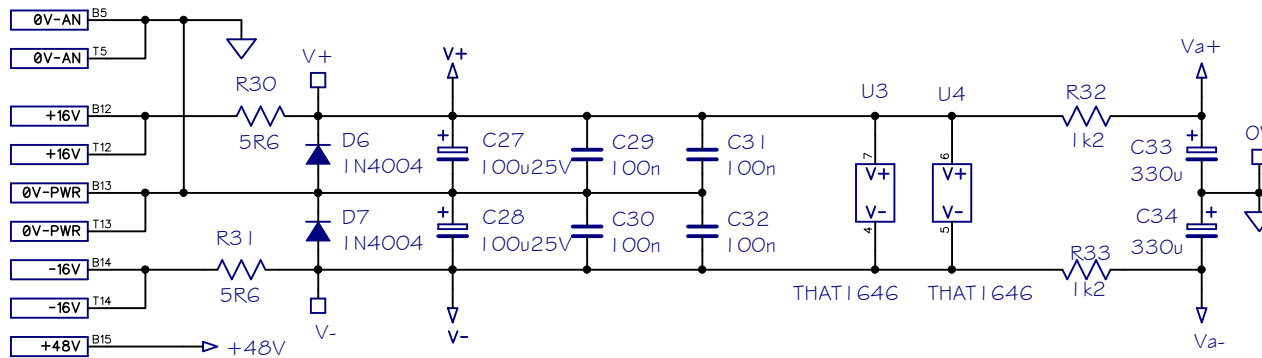 0V-AN B5
0V-AN T5
+16V B12
+16V T12
0V-PWR B13
0V-PWR T13
-16V B14
-16V T14
+48V B15
+48V
R30
5R6
R31
5R6
V+
V-
D6
1N4004
D7
1N4004
V+
V-
C27
100u25V
C28
100u25V
C29
100n
C30
100n
C31
100n
C32
100n
U3
7
V+
V-
4
THAT1646
U4
6
V+
V-
5
THAT1646
R32
1k2
R33
1k2
Va+
Va-
C33
330u
C34
330u